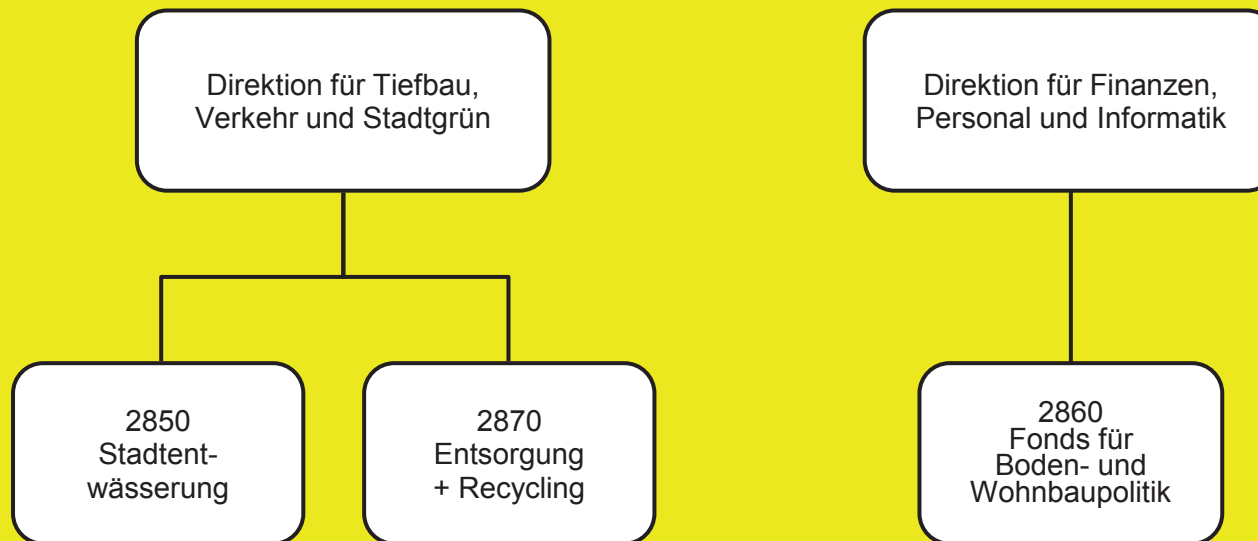 Direktion für Tiefbau,
Verkehr und Stadtgrün
Direktion für Finanzen,
Personal und Informatik
2850
Stadtent-
wässerung
2870
Entsorgung
+ Recycling
2860
Fonds für
Boden- und
Wohnbaupolitik